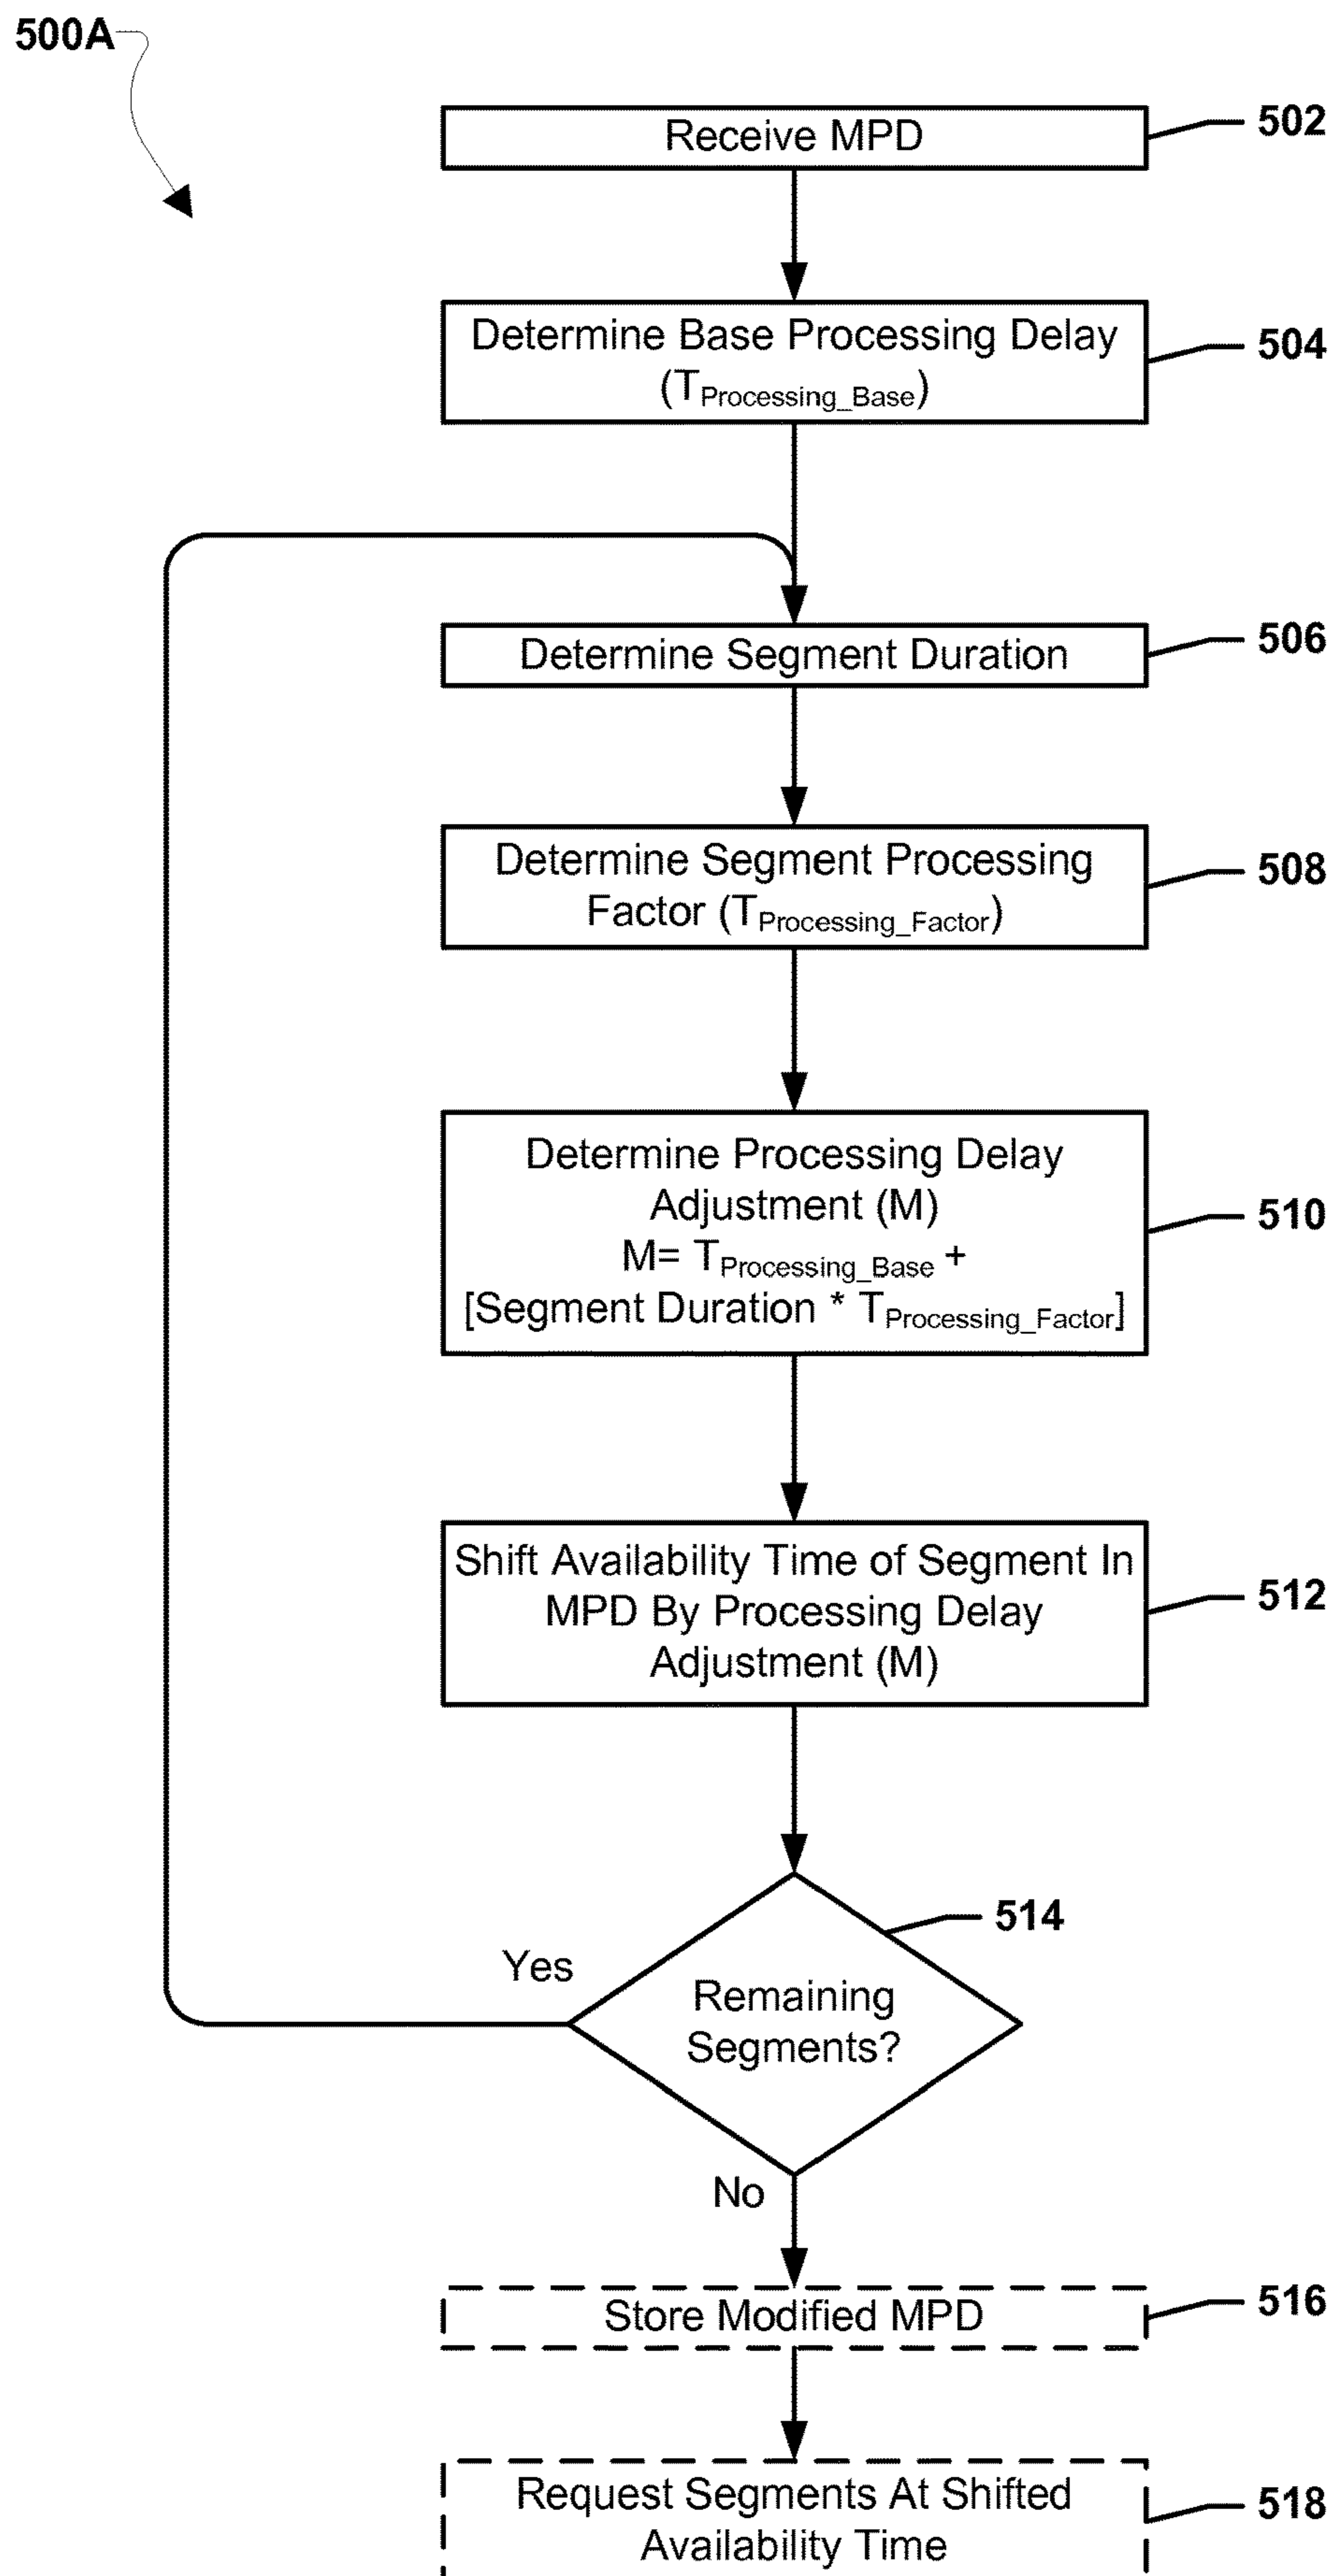 500A
Receive MPD
502
Determine Base Processing Delay
(TProcessing_Base)
504
Determine Segment Duration
506
Determine Segment Processing
Factor (TProcessing_Factor)
508
Determine Processing Delay
Adjustment (M)
M= TProcessing_Base +
[Segment Duration * TProcessing_Factor]
510
Shift Availability Time of Segment In
MPD By Processing Delay
Adjustment (M)
512
514
Yes
Remaining
Segments?
No
Store Modified MPD
516
Request Segments At Shifted
Availability Time
518